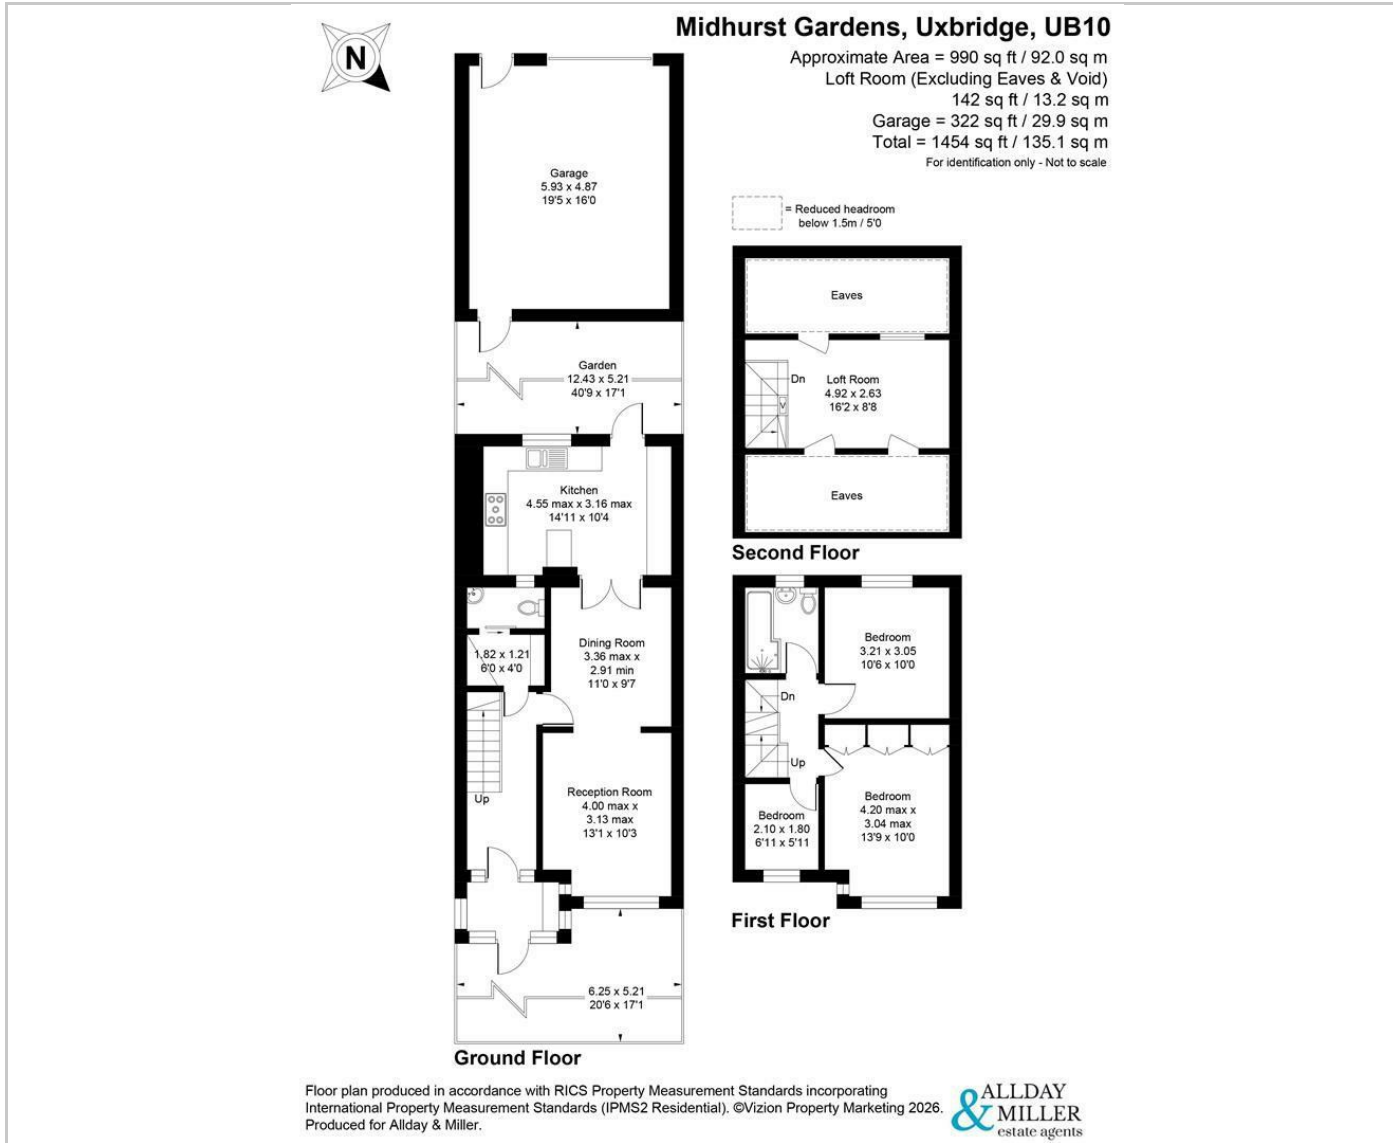 Midhurst Gardens, Uxbridge, UB10
Approximate Area = 990 sq ft / 92.0 sq m
Loft Room (Excluding Eaves & Void)
142 sq ft / 13.2 sq m
Garage = 322 sq ft / 29.9 sq m
Total = 1454 sq ft / 135.1 sq m
For identification only - Not to scale
N
= Reduced headroom
below 1.5m / 5'0
Garage
5.93 x 4.87
19'5 x 16'0
Garden
12.43 x 5.21
40'9 x 17'1
Kitchen
4.55 max x 3.16 max
14'11 x 10'4
1.82 x 1.21
6'0 x 4'0
Dining Room
3.36 max x
2.91 min
11'0 x 9'7
Up
Reception Room
4.00 max x
3.13 max
13'1 x 10'3
6.25 x 5.21
20'6 x 17'1
Ground Floor
Eaves
Dn
Loft Room
4.92 x 2.63
16'2 x 8'8
Eaves
Second Floor
Bedroom
3.21 x 3.05
10'6 x 10'0
Dn
Up
Bedroom
2.10 x 1.80
6'11 x 5'11
Bedroom
4.20 max x
3.04 max
13'9 x 10'0
First Floor
Floor plan produced in accordance with RICS Property Measurement Standards incorporating
International Property Measurement Standards (IPMS2 Residential). ©Vizion Property Marketing 2026.
Produced for Allday & Miller.
ALLDAY
& MILLER
estate agents